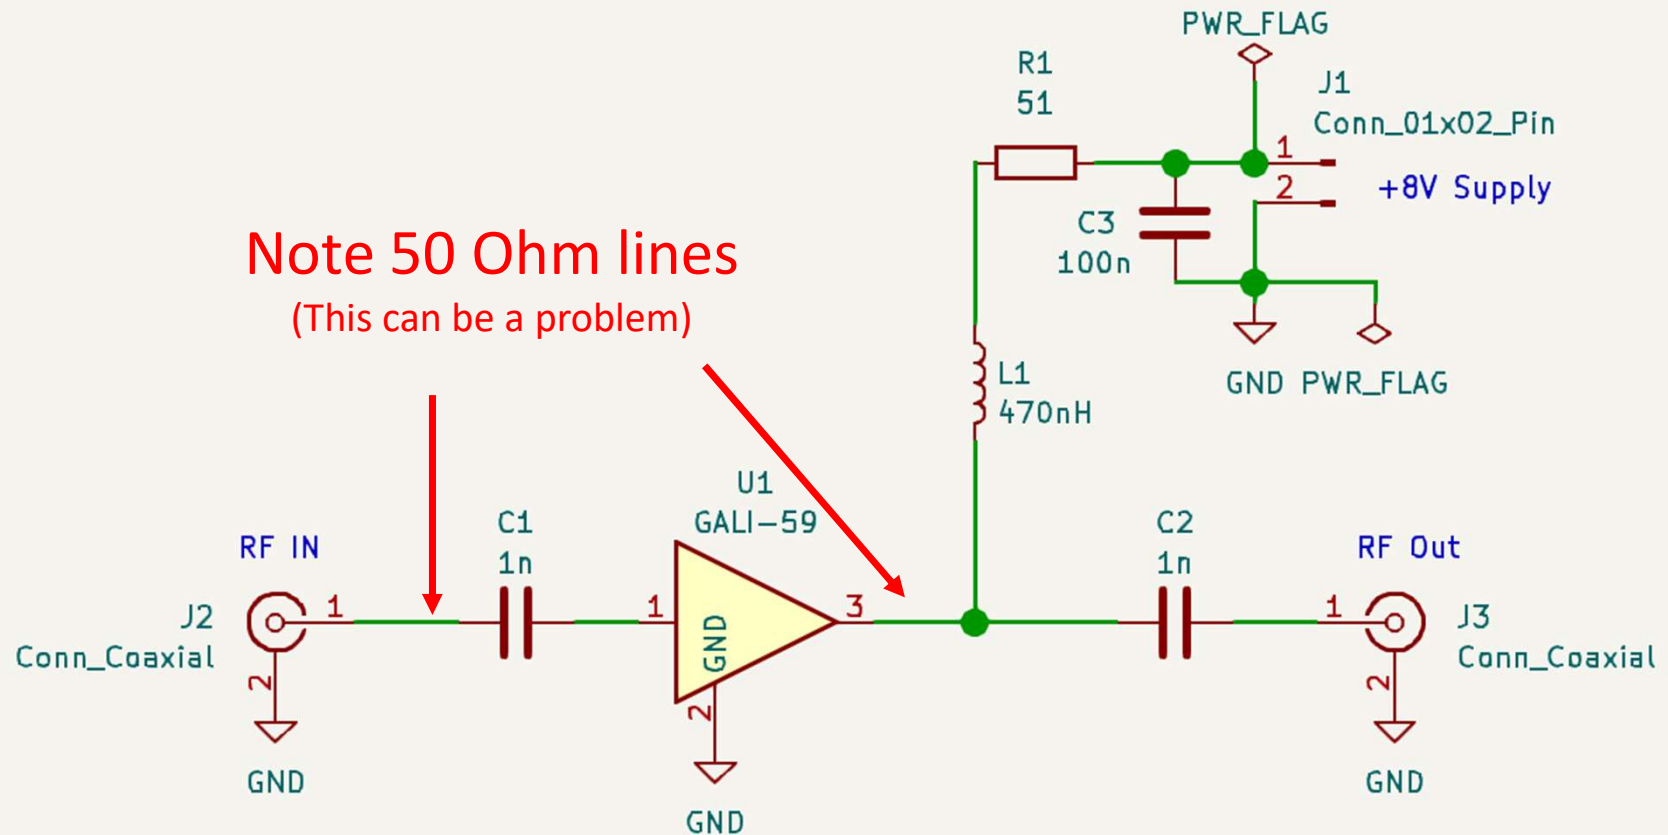 PWR_FLAG
R1
51
J1
Conn_01x02_Pin
1
2
+8V Supply
C3
100n
Note 50 Ohm lines
(This can be a problem)
GND PWR_FLAG
L1
470nH
U1
GALI-59
C1
1n
C2
1n
RF IN
RF Out
J2
Conn_Coaxial
1
2
GND
1
GND
3
2
GND
1
J3
Conn_Coaxial
2
GND